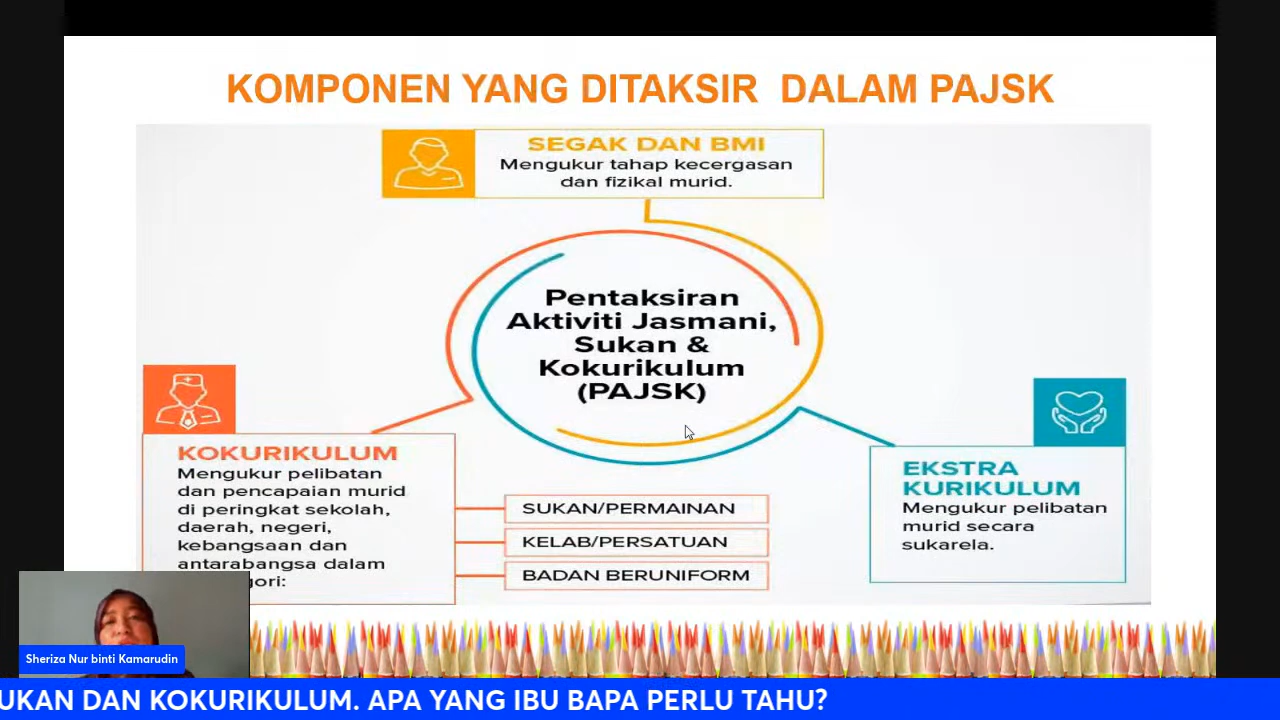 KOMPONEN YANG DITAKSIR DALAM PAJSK
SEGAK DAN BMI
Mengukur tahap kecergasan
dan fizikal murid.
Pentaksiran
Aktiviti Jasmani,
Sukan &
Kokurikulum
(PAJSK)
KOKURIKULUM
Mengukur pelibatan
dan pencapaian murid
di peringkat sekolah,
daerah, negeri,
kebangsaan dan
antarabangsa dalam
gori:
SUKAN/PERMAINAN
KELAB/PERSATUAN
BADAN BERUNIFORM
EKSTRA
KURIKULUM
Mengukur pelibatan
murid secara
sukarela.
Sheriza Nur binti Kamarudin
UKAN DAN KOKURIKULUM. APA YANG IBU BAPA PERLU TAHU?